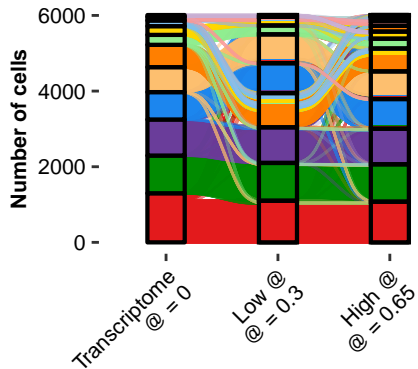 Number of cells
6000
4000
2000
0
Transcriptome
@ = 0
Low @
@ = 0.3
High @
@ = 0.65